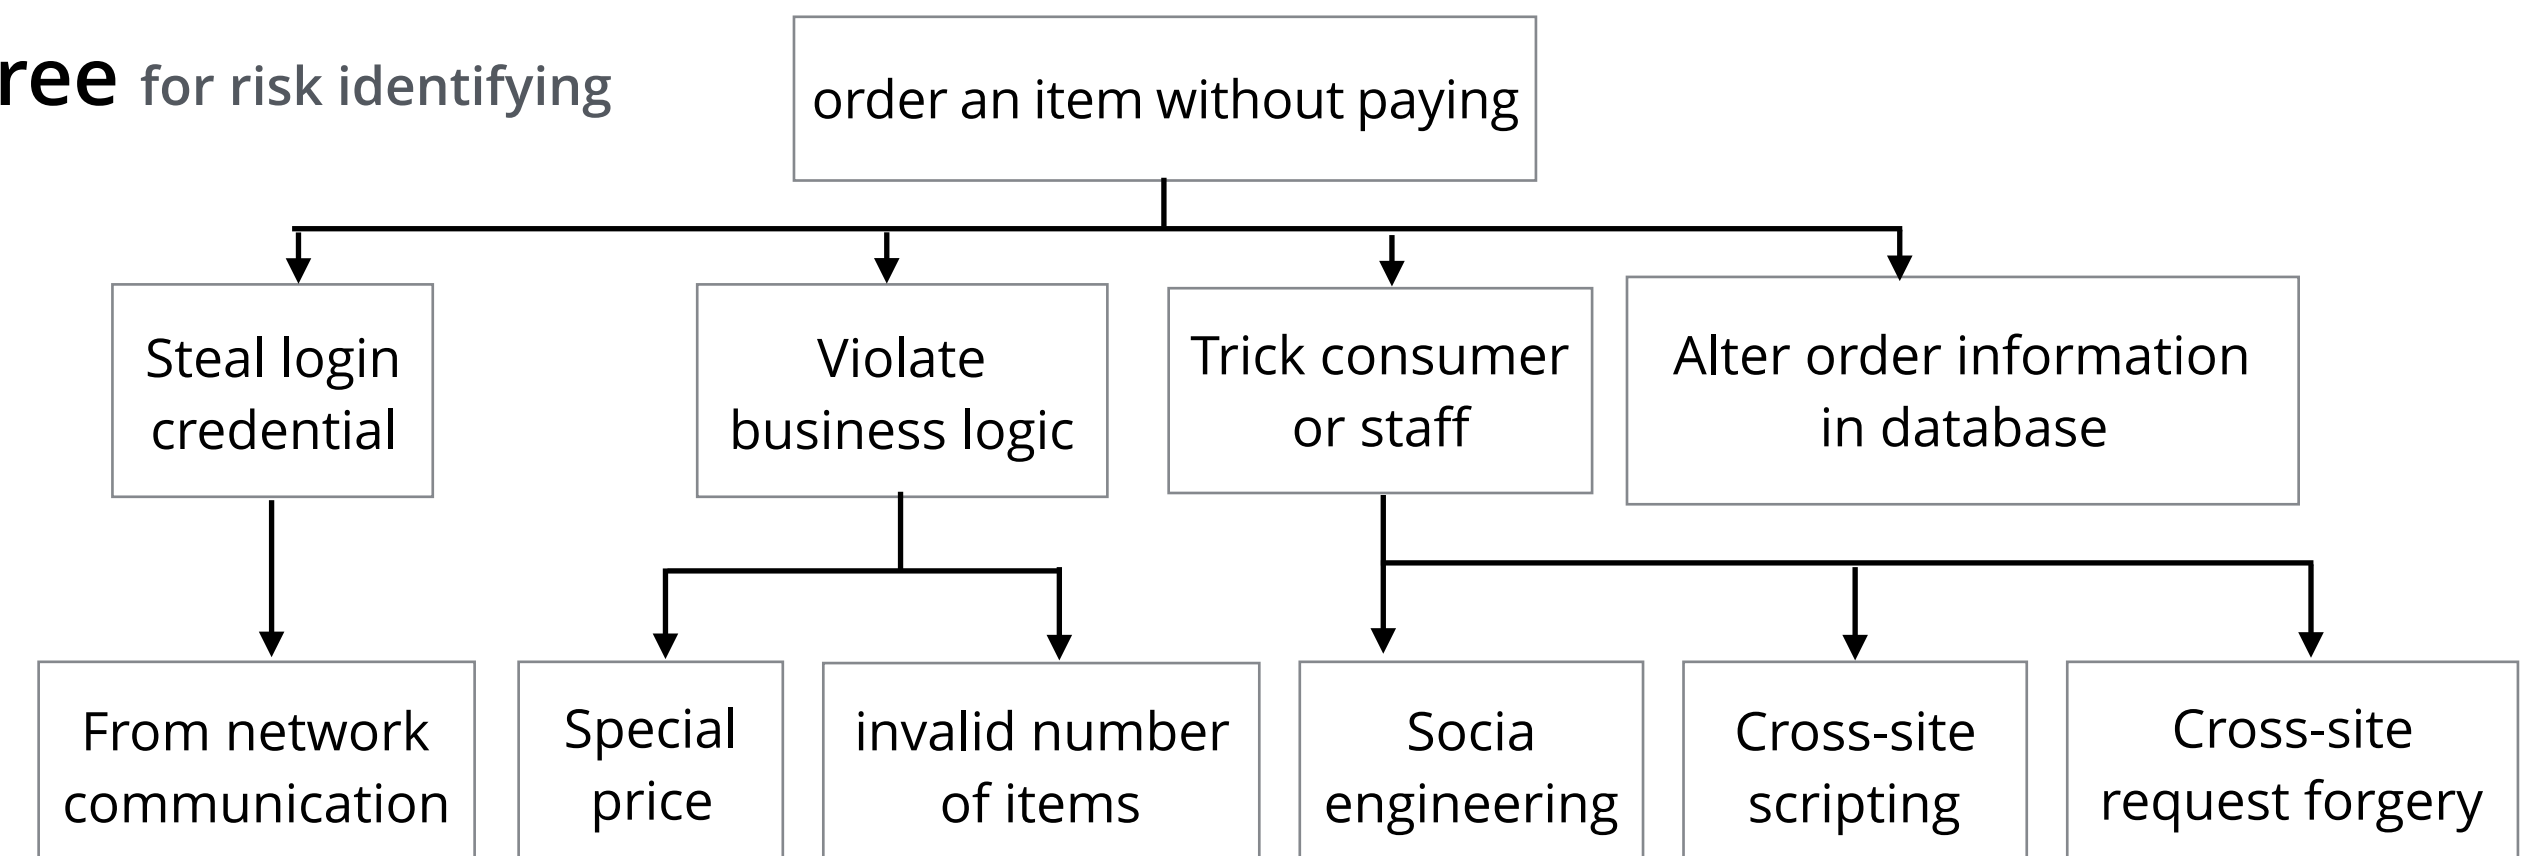 ree for risk identifying
order an item without paying
Steal login
credential
Violate
business logic
Trick consumer
or staff
Alter order information
in database
From network
communication
Special
price
invalid number
of items
Socia
engineering
Cross-site
scripting
Cross-site
request forgery